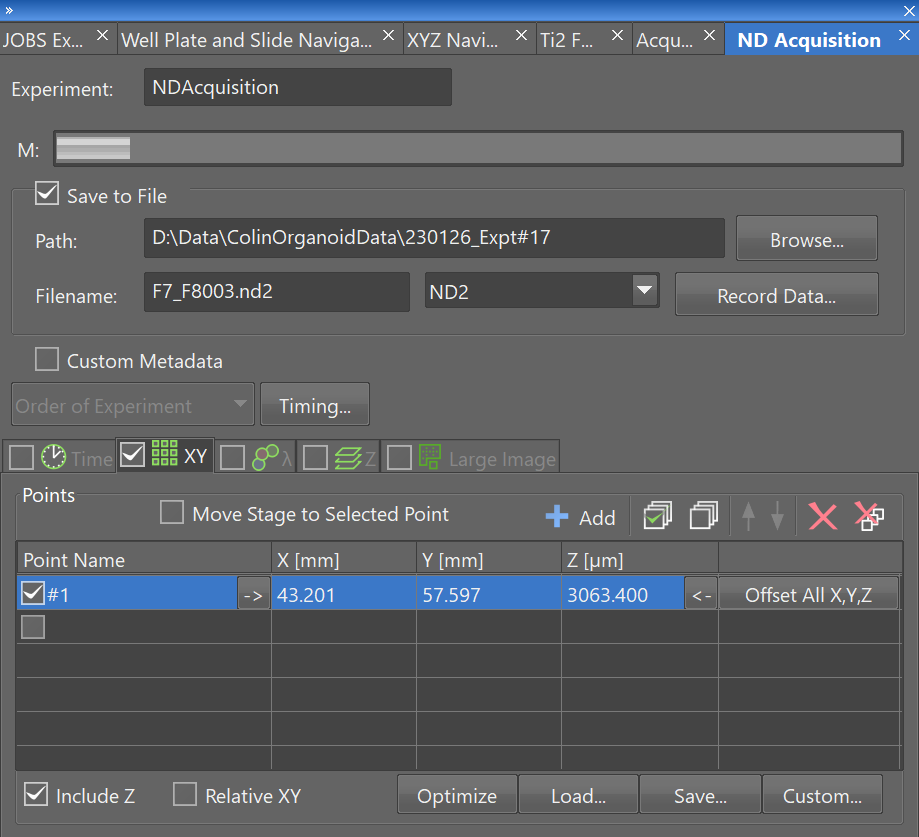 »
JOBS Ex... Well Plate and Slide Naviga... XYZ Navi... Ti2 F... Acqu... ND Acquisition
Experiment: NDAcquisition
M:
Save to File
Path: D:\Data\ColinOrganoidData\230126_Expt#17 Browse...
Filename: F7_F8003.nd2 ND2 Record Data...
Custom Metadata
Order of Experiment Timing...
Time XY λ Z Large Image
Points
Move Stage to Selected Point Add
Point Name X [mm] Y [mm] Z [µm]
#1 -> 43.201 57.597 3063.400 <- Offset All X,Y,Z
Include Z Relative XY Optimize Load... Save... Custom...